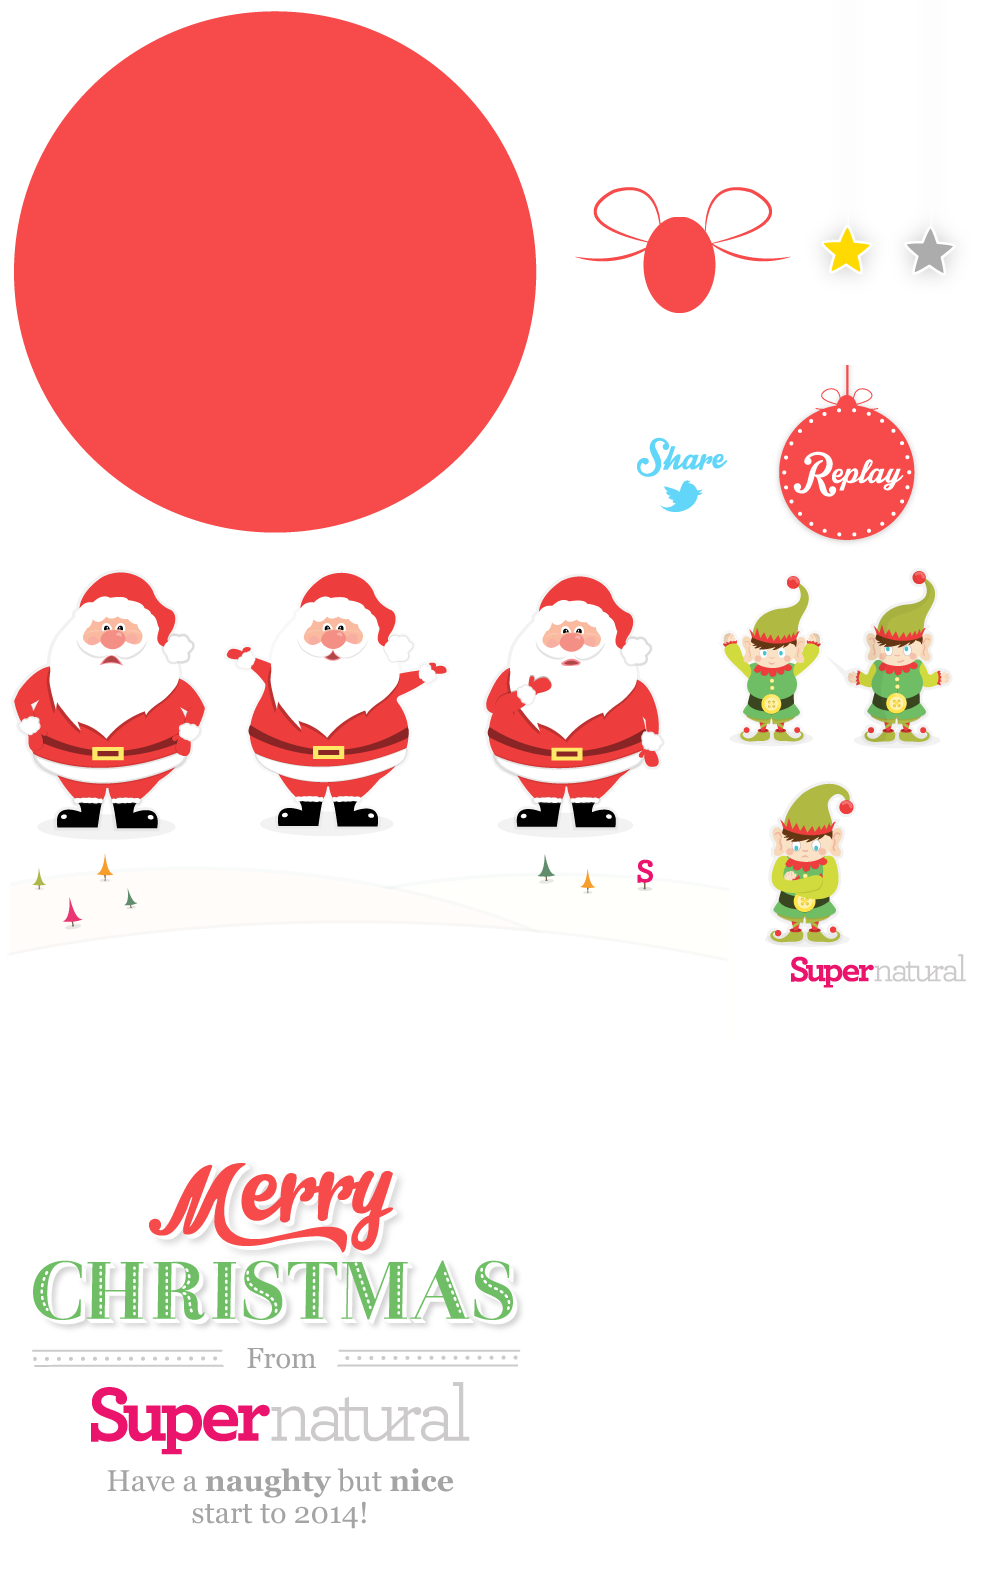 Share
Replay
S
Supernatural
Merry
CHRISTMAS
From
Supernatural
Have a naughty but nice
start to 2014!